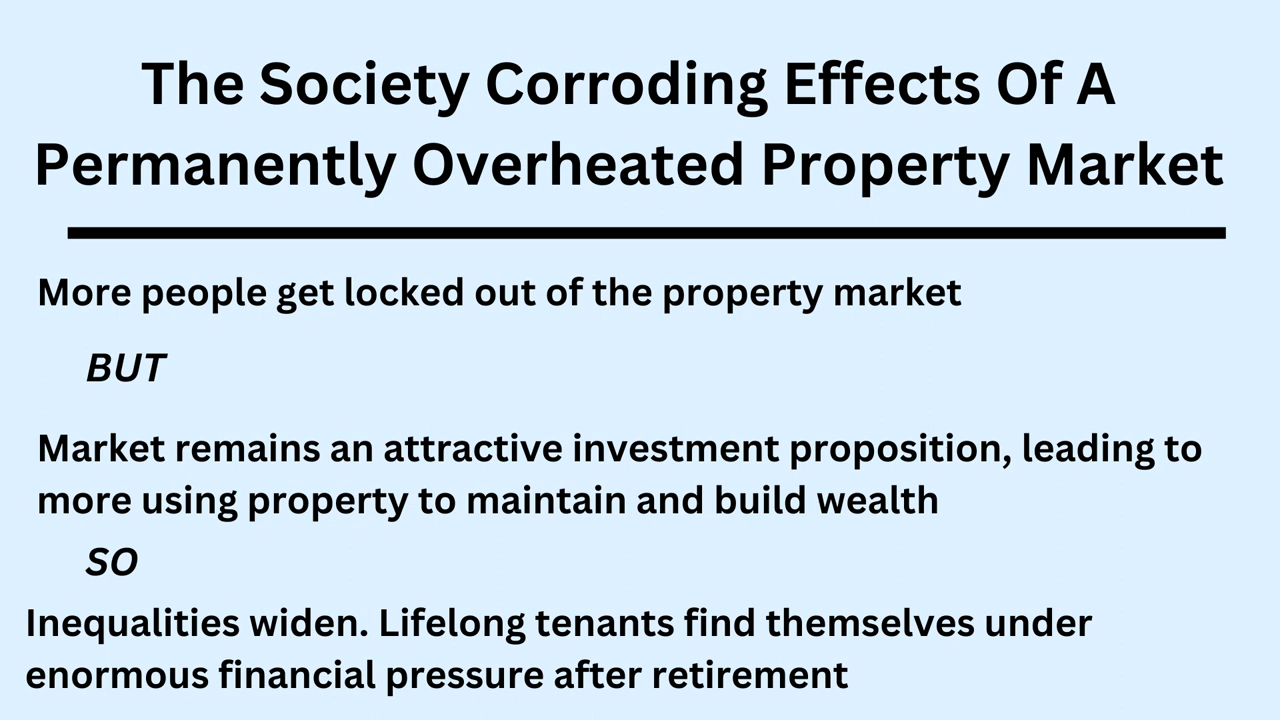 The Society Corroding Effects Of A
Permanently Overheated Property Market
More people get locked out of the property market
BUT
Market remains an attractive investment proposition, leading to
more using property to maintain and build wealth
SO
Inequalities widen. Lifelong tenants find themselves under
enormous financial pressure after retirement